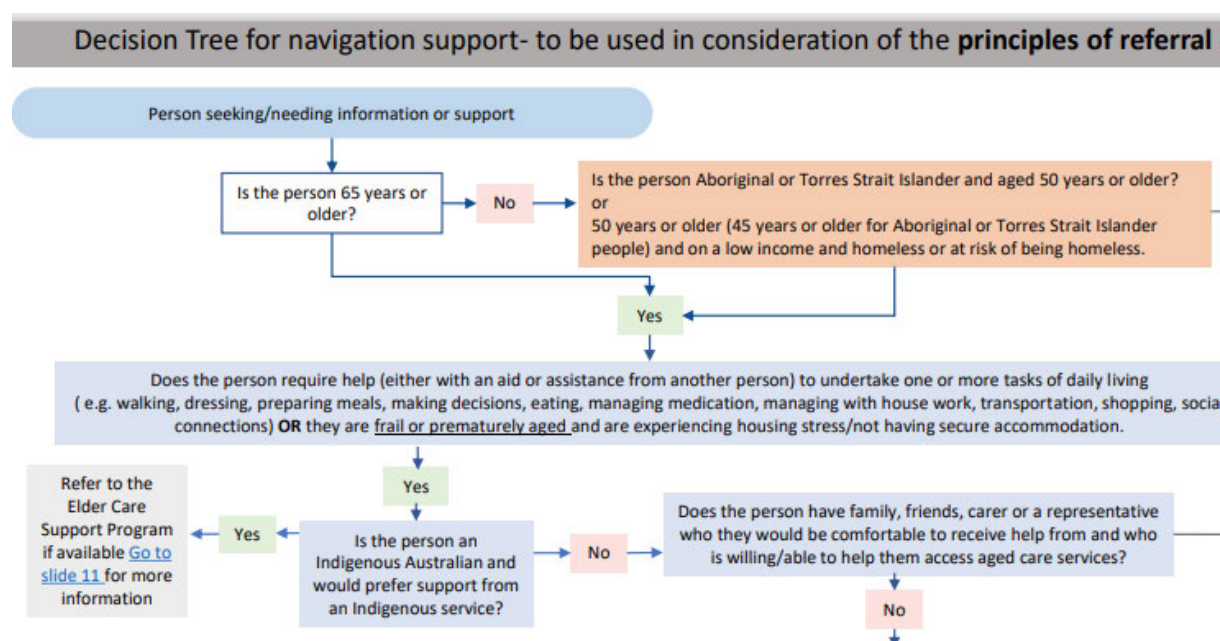 Decision Tree for navigation support- to be used in consideration of the principles of referral
Person seeking/needing information or support
Is the person 65 years or
older?
No
Is the person Aboriginal or Torres Strait Islander and aged 50 years or older?
or
50 years or older (45 years or older for Aboriginal or Torres Strait Islander
people) and on a low income and homeless or at risk of being homeless.
Yes
Does the person require help (either with an aid or assistance from another person) to undertake one or more tasks of daily living
( e.g. walking, dressing, preparing meals, making decisions, eating, managing medication, managing with house work, transportation, shopping, social
connections) OR they are frail or prematurely aged and are experiencing housing stress/not having secure accommodation.
Yes
Refer to the
Elder Care
Support Program
if available Go to
slide 11 for more
information
Yes
Is the person an
Indigenous Australian and
would prefer support from
an Indigenous service?
No
Does the person have family, friends, carer or a representative
who they would be comfortable to receive help from and who
is willing/able to help them access aged care services?
No